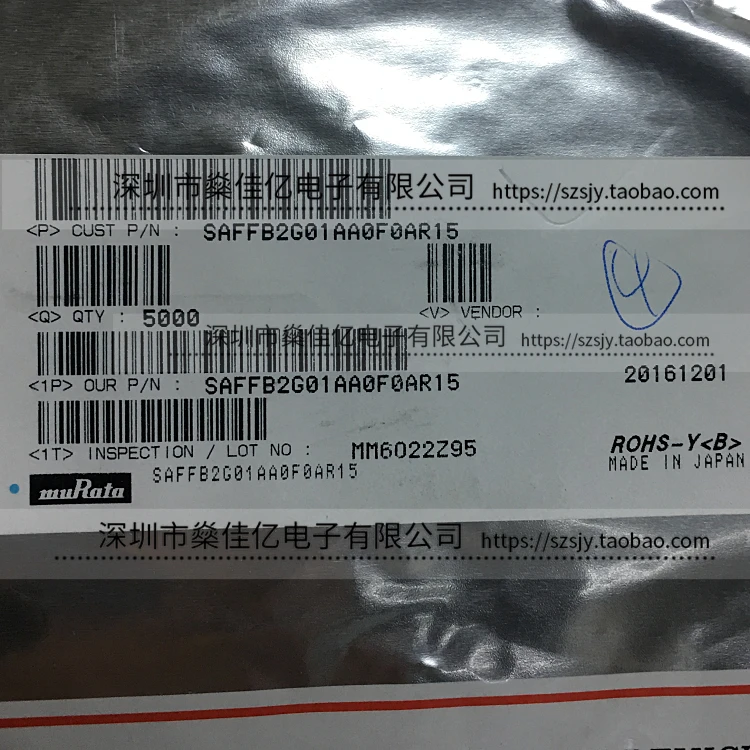 深圳市燊佳亿电子有限公司 https://szsjy.taobao.com
<P> CUST P/N : SAFFB2G01AA0F0AR15
<Q> QTY : 5000 <V> VENDOR : 4
深圳市燊佳亿电子有限公司 https://szsjy.taobao.com
<1P> OUR P/N : SAFFB2G01AA0F0AR15 20161201
<1T> INSPECTION / LOT NO : MM6022Z95 ROHS-Y<B>
MADE IN JAPAN
muRata SAFFB2G01AA0F0AR15
深圳市燊佳亿电子有限公司 https://szsjy.taobao.com